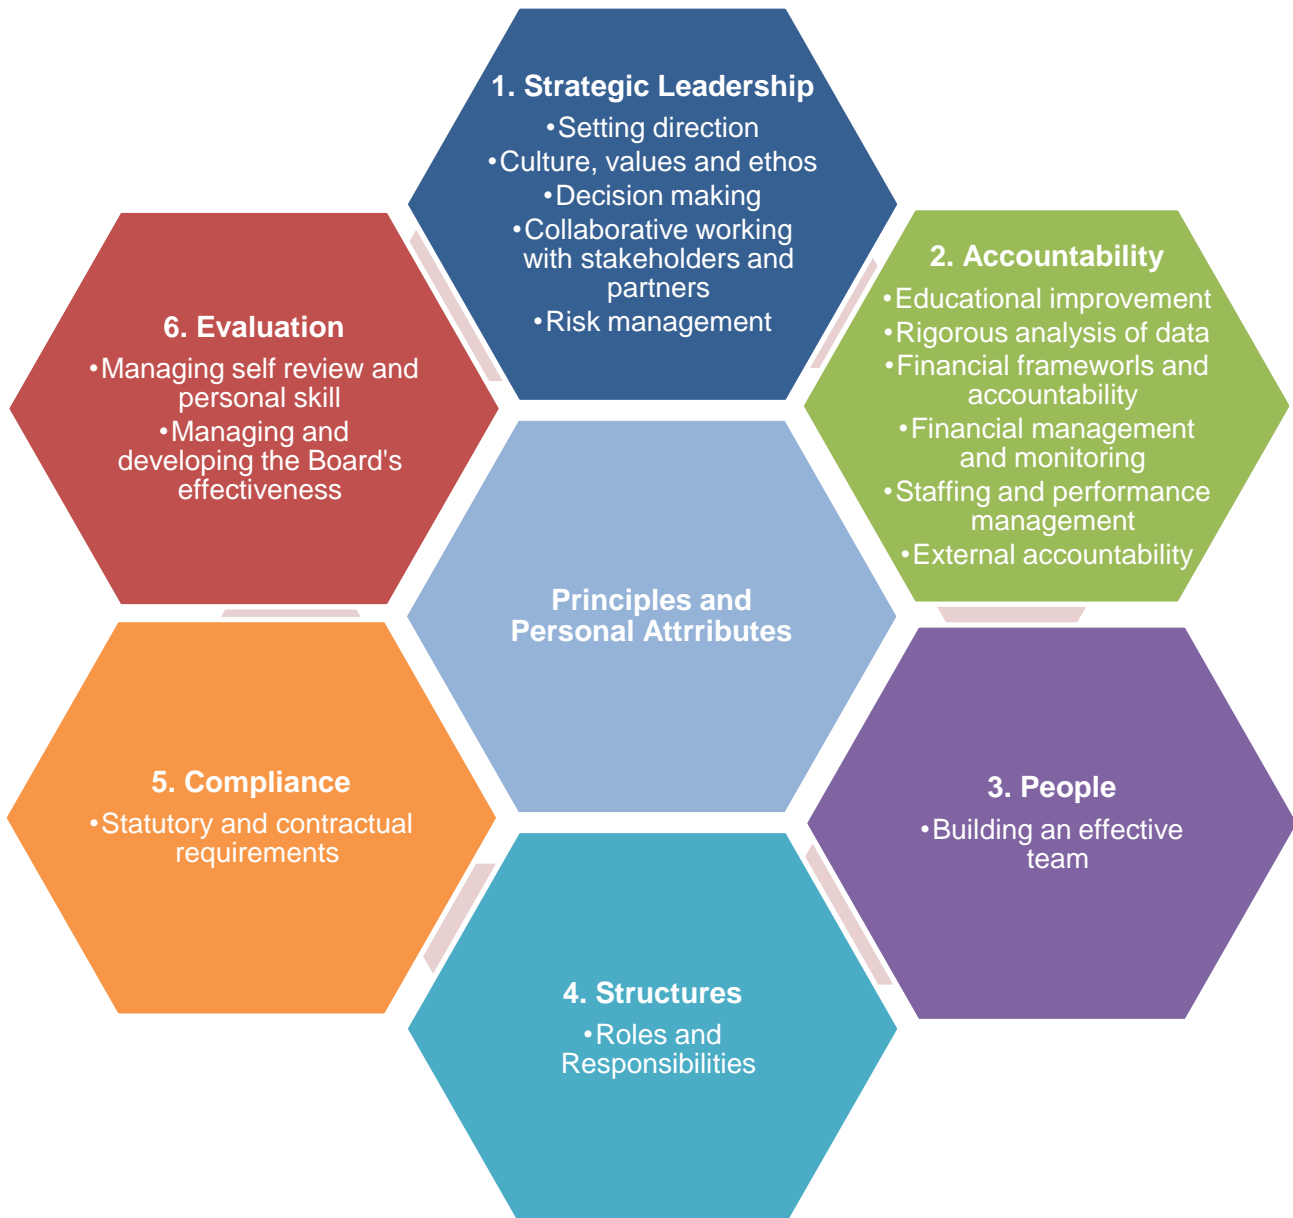 1. Strategic Leadership
•Setting direction
•Culture, values and ethos
•Decision making
•Collaborative working
with stakeholders and
partners
•Risk management
2. Accountability
•Educational improvement
•Rigorous analysis of data
•Financial frameworls and
accountability
•Financial management
and monitoring
•Staffing and performance
management
•External accountability
3. People
•Building an effective
team
4. Structures
•Roles and
Responsibilities
5. Compliance
•Statutory and contractual
requirements
6. Evaluation
•Managing self review and
personal skill
•Managing and
developing the Board's
effectiveness
Principles and
Personal Attrributes